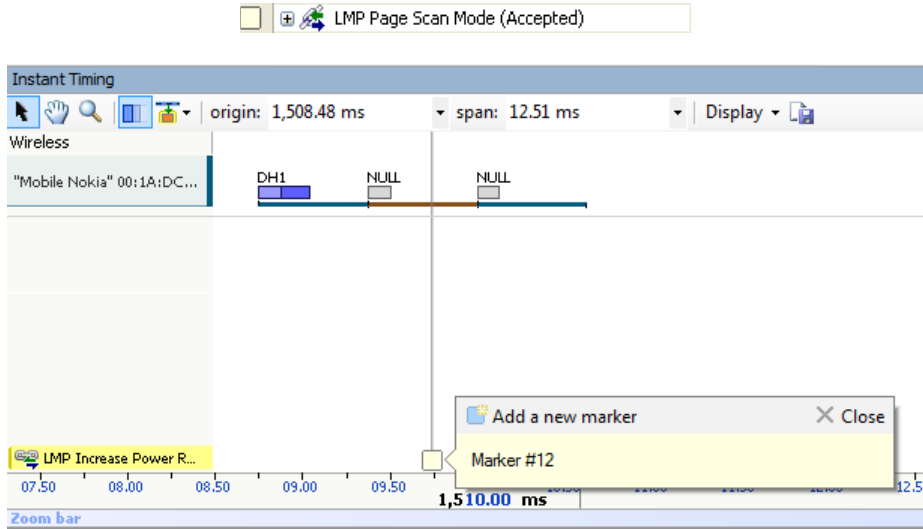 LMP Page Scan Mode (Accepted)
Instant Timing
origin: 1,508.48 ms span: 12.51 ms Display
Wireless
"Mobile Nokia" 00:1A:DC... DH1 NULL NULL
Add a new marker Close
LMP Increase Power R... Marker #12
07.50 08.00 08.50 09.00 09.50 1,510.00 ms
Zoom bar